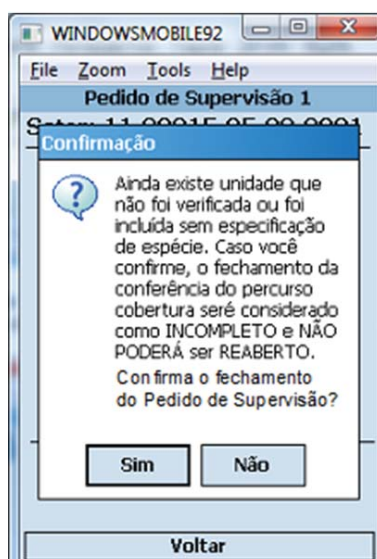 WINDOWSMOBILE92
File Zoom Tools Help
Pedido de Supervisão 1
Confirmação
Ainda existe unidade que
não foi verificada ou foi
incluída sem especificação
de espécie. Caso você
confirme, o fechamento da
conferência do percurso
cobertura seré considerado
como INCOMPLETO e NÃO
PODERÁ ser REABERTO.
Confirma o fechamento
do Pedido de Supervisão?
Sim Não
Voltar